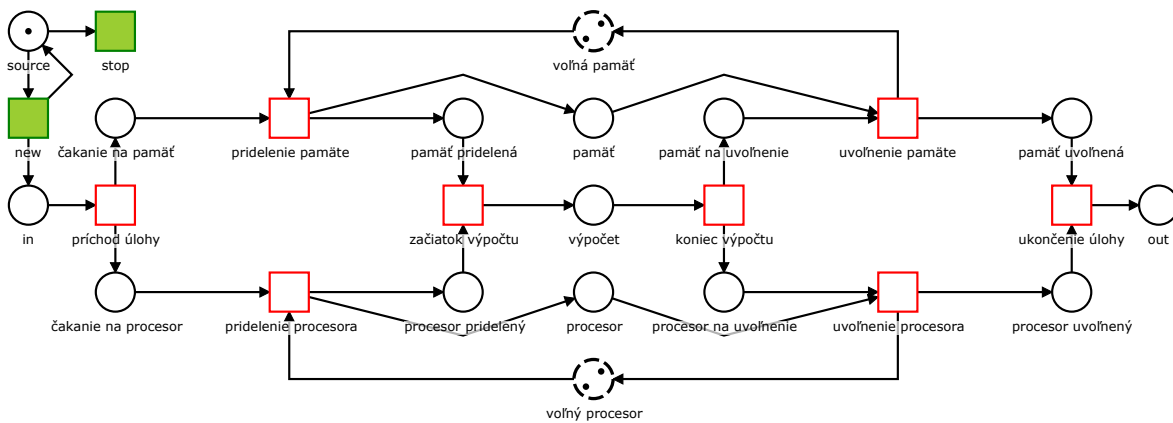 source
stop
voľná pamäť
new
čakanie na pamäť
pridelenie pamäte
pamäť pridelená
pamäť
pamäť na uvoľnenie
uvoľnenie pamäte
pamäť uvoľnená
in
príchod úlohy
začiatok výpočtu
výpočet
koniec výpočtu
ukončenie úlohy
out
čakanie na procesor
pridelenie procesora
procesor pridelený
procesor
procesor na uvoľnenie
uvoľnenie procesora
procesor uvoľnený
voľný procesor